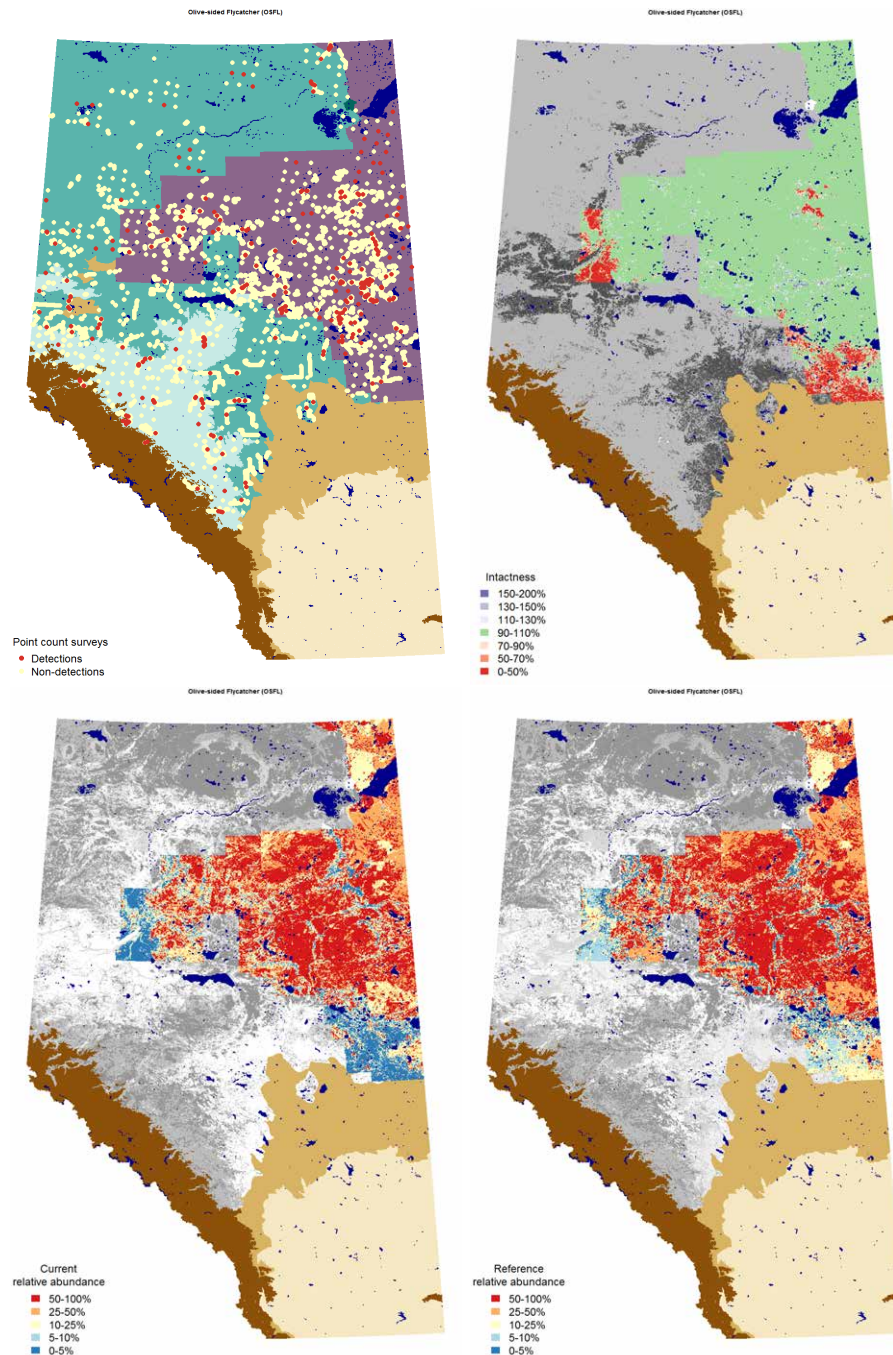 Olive-sided Flycatcher (OSFL)
Point count surveys
Detections
Non-detections
Olive-sided Flycatcher (OSFL)
Intactness
150-200%
130-150%
110-130%
90-110%
70-90%
50-70%
0-50%
Olive-sided Flycatcher (OSFL)
Current
relative abundance
50-100%
25-50%
10-25%
5-10%
0-5%
Olive-sided Flycatcher (OSFL)
Reference
relative abundance
50-100%
25-50%
10-25%
5-10%
0-5%